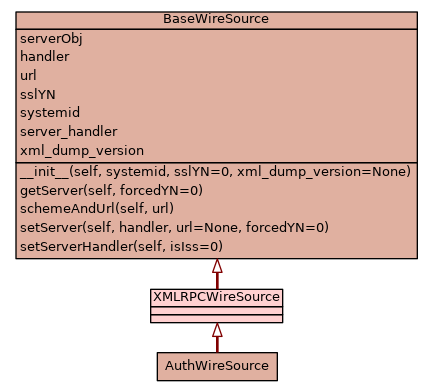 BaseWireSource
serverObj
handler
url
sslYN
systemid
server_handler
xml_dump_version
__init__(self, systemid, sslYN=0, xml_dump_version=None)
getServer(self, forcedYN=0)
schemeAndUrl(self, url)
setServer(self, handler, url=None, forcedYN=0)
setServerHandler(self, isIss=0)
XMLRPCWireSource
AuthWireSource